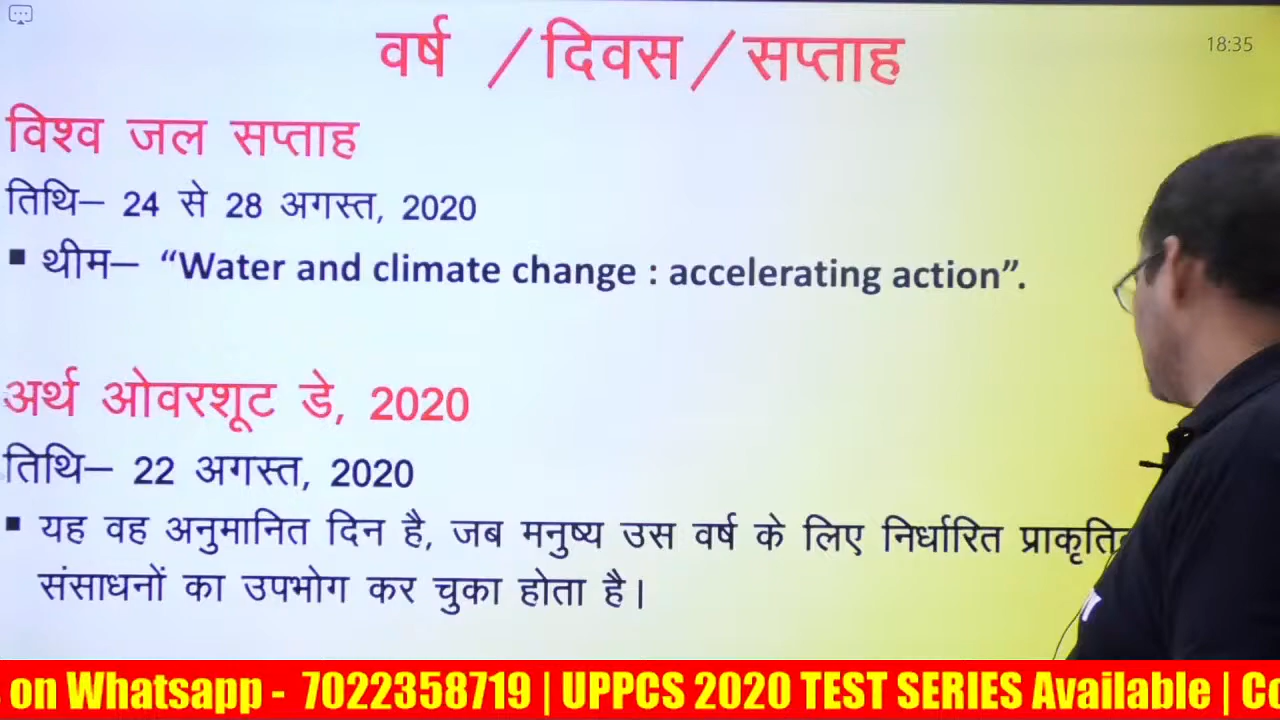 वर्ष /दिवस/सप्ताह
18:35
विश्व जल सप्ताह
तिथि– 24 से 28 अगस्त, 2020
▪ थीम– “Water and climate change : accelerating action”.
अर्थ ओवरशूट डे, 2020
तिथि– 22 अगस्त, 2020
▪ यह वह अनुमानित दिन है, जब मनुष्य उस वर्ष के लिए निर्धारित
संसाधनों का उपभोग कर चुका होता है।
on Whatsapp - 7022358719 | UPPCS 2020 TEST SERIES Available |